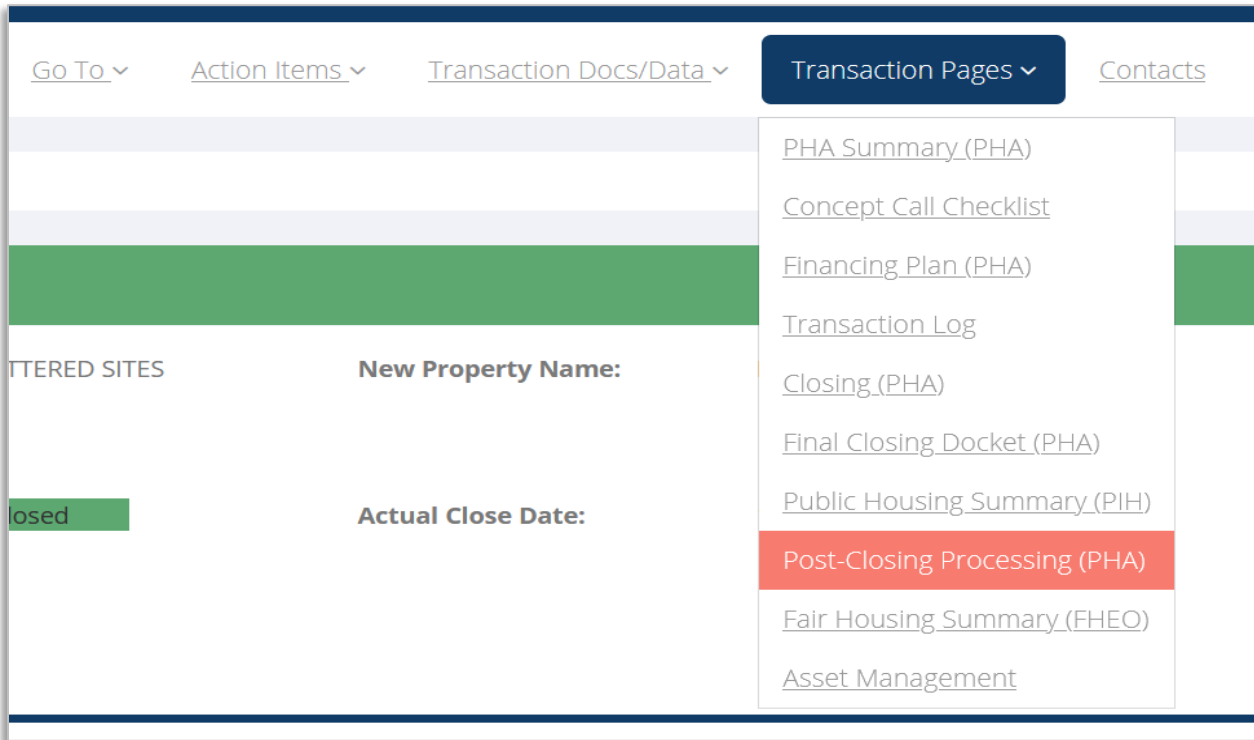 Go To Action Items Transaction Docs/Data Transaction Pages Contacts
PHA Summary (PHA)
Concept Call Checklist
Financing Plan (PHA)
Transaction Log
TTERED SITES New Property Name:
Closing (PHA)
Final Closing Docket (PHA)
Public Housing Summary (PIH)
losed Actual Close Date:
Post-Closing Processing (PHA)
Fair Housing Summary (FHEO)
Asset Management